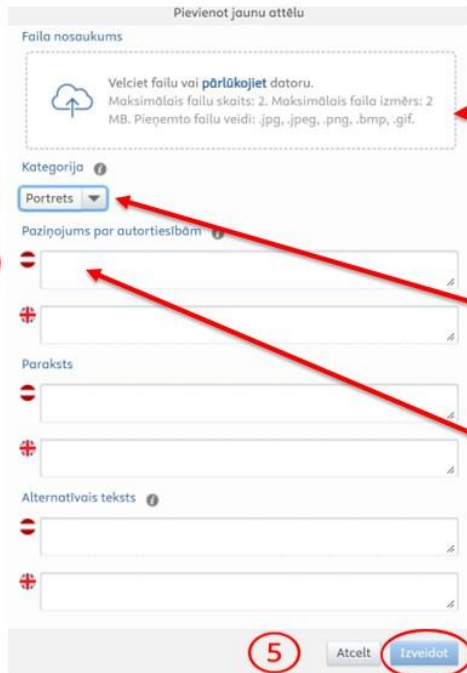 Pievienot jaunu attēlu
Faila nosaukums
Velciet failu vai pārlūkojiet datoru.
Maksimālais failu skaits: 2. Maksimālais faila izmērs: 2
MB. Pieņemto failu veidi: .jpg, .jpeg, .png, .bmp, .gif.
Kategorija
Portrets
Paziņojums par autortiesībām
Paraksts
Alternatīvais teksts
5
Atcelt
Izveidot